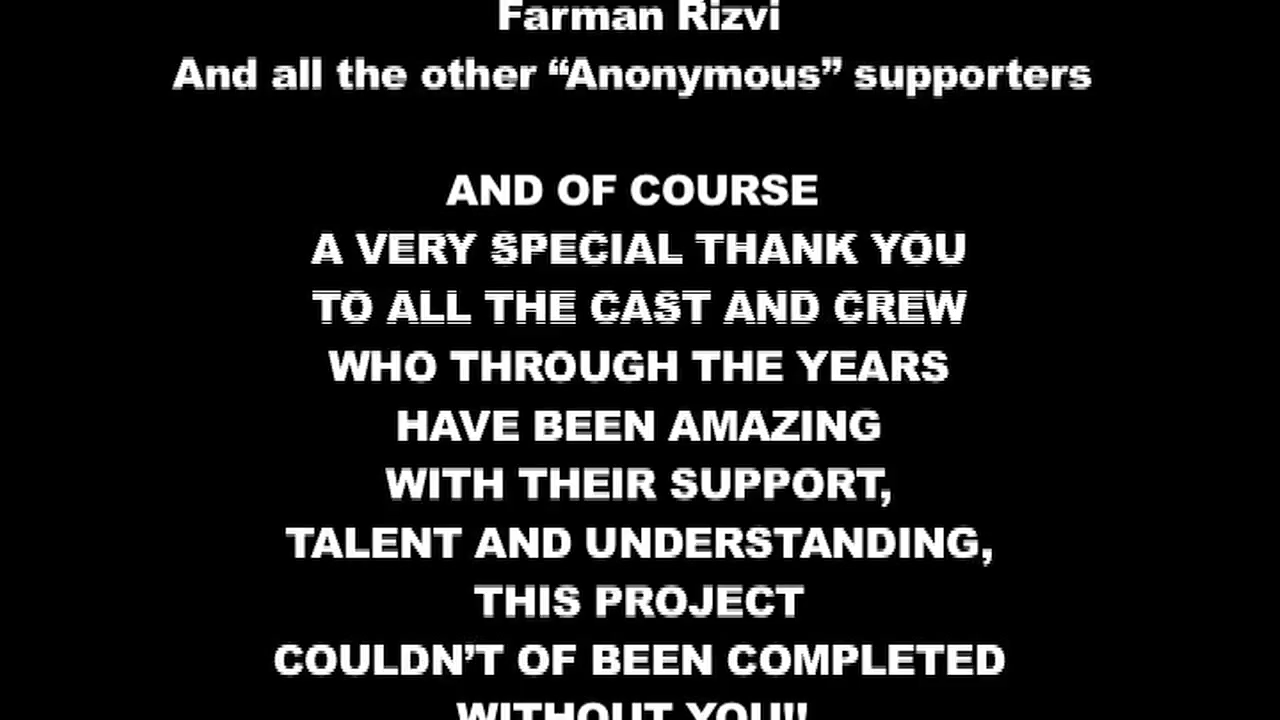 Farman Rizvi
And all the other “Anonymous” supporters
AND OF COURSE
A VERY SPECIAL THANK YOU
TO ALL THE CAST AND CREW
WHO THROUGH THE YEARS
HAVE BEEN AMAZING
WITH THEIR SUPPORT,
TALENT AND UNDERSTANDING,
THIS PROJECT
COULDN’T OF BEEN COMPLETED
WITHOUT YOU!!